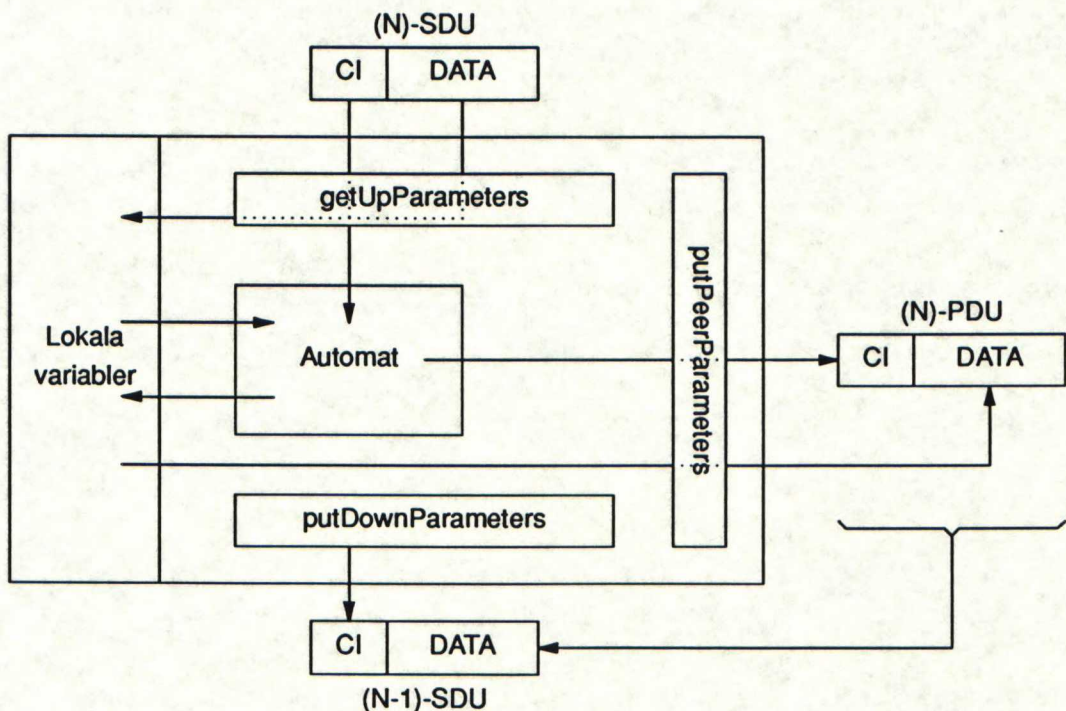 (N)-SDU
CI
DATA
getUpParameters
putPeerParameters
(N)-PDU
Lokala
variabler
Automat
CI
DATA
putDownParameters
CI
DATA
(N-1)-SDU